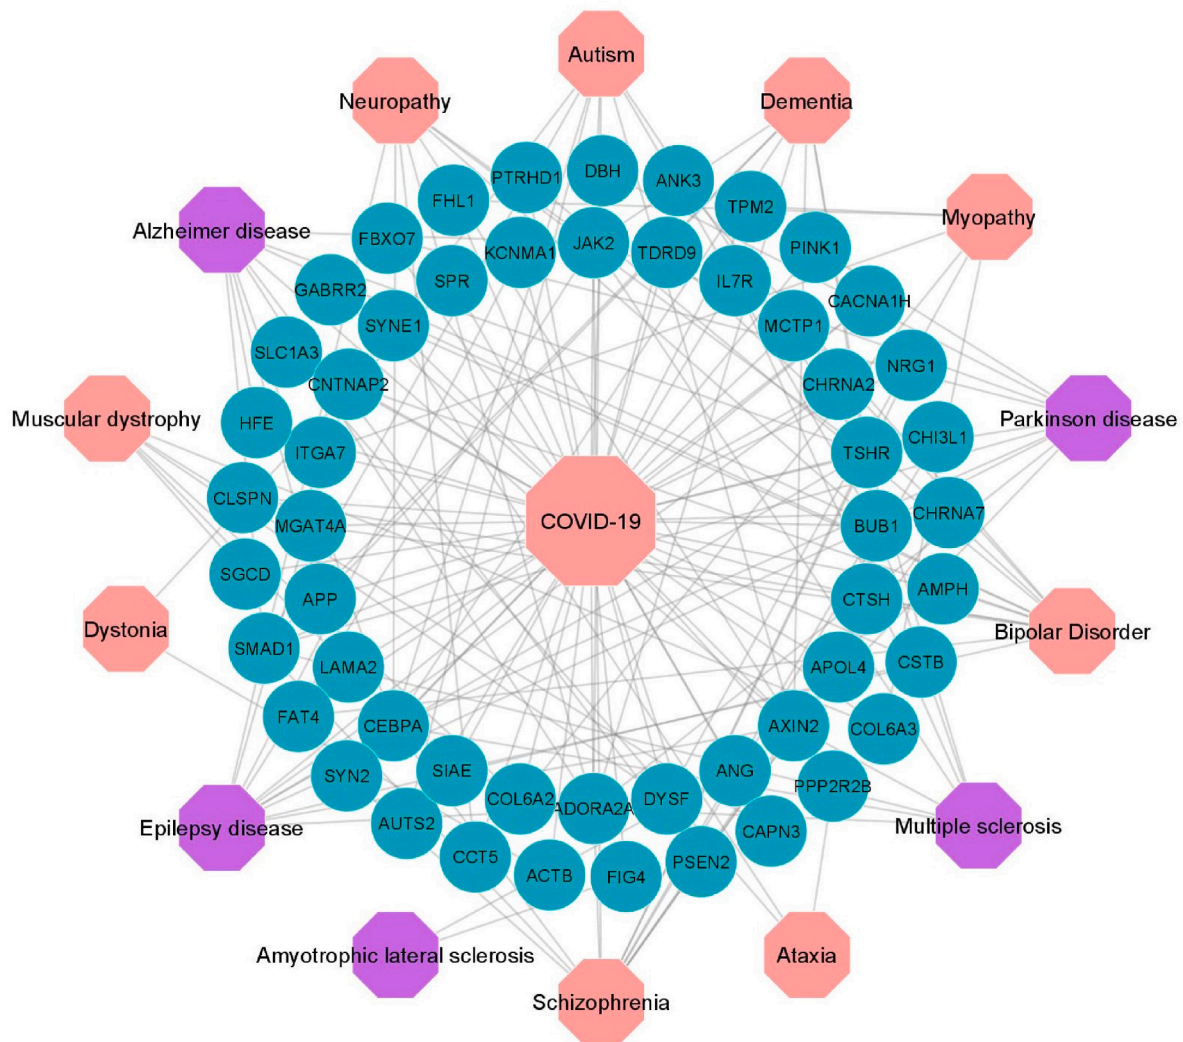 Autism
Neuropathy
Dementia
PTRHD1
DBH
ANK3
FHL1
TPM2
Myopathy
Alzheimer disease
FBXO7
KCNMA1
JAK2
TDRD9
PINK1
SPR
IL7R
GABRR2
CACNA1H
SYNE1
MCTP1
SLC1A3
CNTNAP2
CHRNA2
NRG1
Muscular dystrophy
HFE
ITGA7
TSHR
CHI3L1
Parkinson disease
CLSPN
MGAT4A
COVID-19
BUB1
CHRNA7
SGCD
APP
CTSH
AMPH
Dystonia
SMAD1
LAMA2
APOL4
CSTB
Bipolar Disorder
FAT4
CEBPA
AXIN2
COL6A3
SYN2
SIAE
ANG
PPP2R2B
Epilepsy disease
AUTS2
COL6A2
ADORA2A
DYSF
CAPN3
Multiple sclerosis
CCT5
ACTB
FIG4
PSEN2
Amyotrophic lateral sclerosis
Ataxia
Schizophrenia